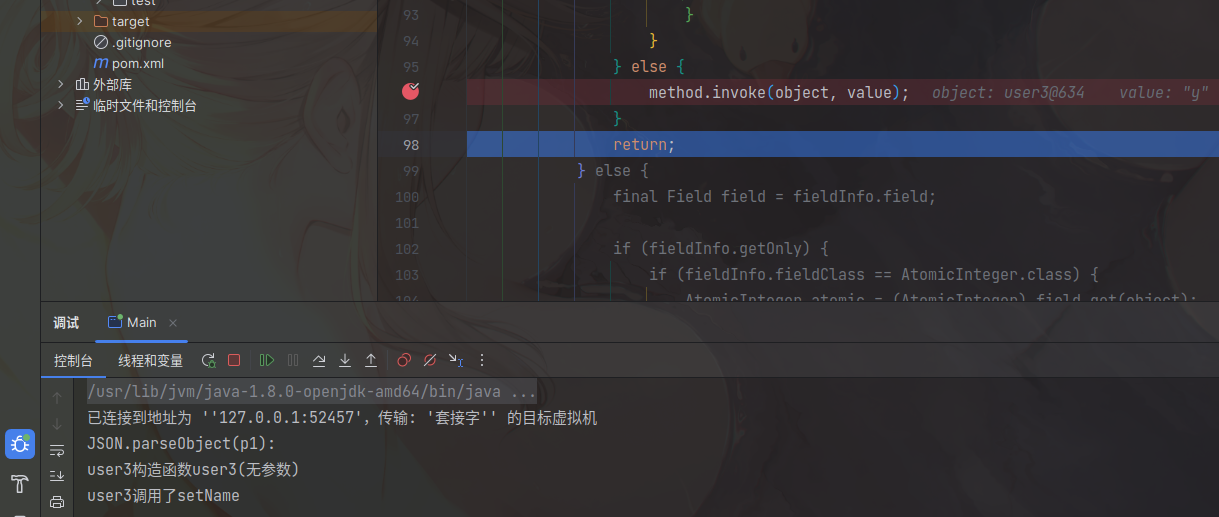 test
target
.gitignore
pom.xml
外部库
临时文件和控制台
93 }
94 }
95 } else {
method.invoke(object, value); object: user3@634 value: "y"
97 }
98 return;
99 } else {
100 final Field field = fieldInfo.field;
101
102 if (fieldInfo.getOnly) {
103 if (fieldInfo.fieldClass == AtomicInteger.class) {
104 AtomicInteger atomic = (AtomicInteger) field.get(object);
调试 Main
控制台 线程和变量
/usr/lib/jvm/java-1.8.0-openjdk-amd64/bin/java ...
已连接到地址为 ''127.0.0.1:52457'，传输: '套接字'' 的目标虚拟机
JSON.parseObject(p1):
user3构造函数user3(无参数)
user3调用了setName